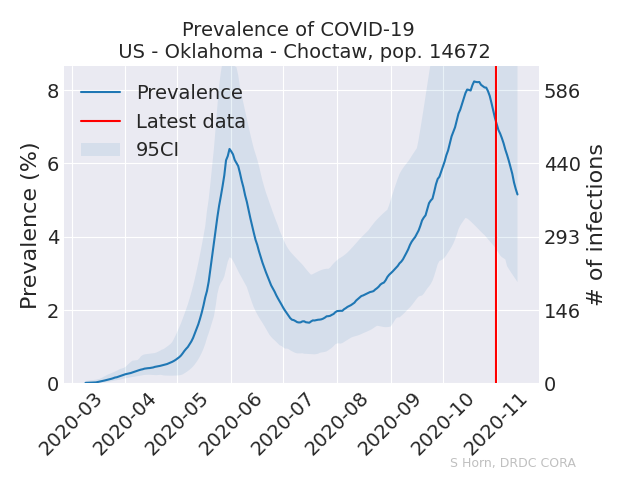 Prevalence of COVID-19
US - Oklahoma - Choctaw, pop. 14672
Prevalence
Latest data
95CI
Prevalence (%)
8
6
4
2
0
586
440
293
146
0
# of infections
2020-03
2020-04
2020-05
2020-06
2020-07
2020-08
2020-09
2020-10
2020-11
S Horn, DRDC CORA